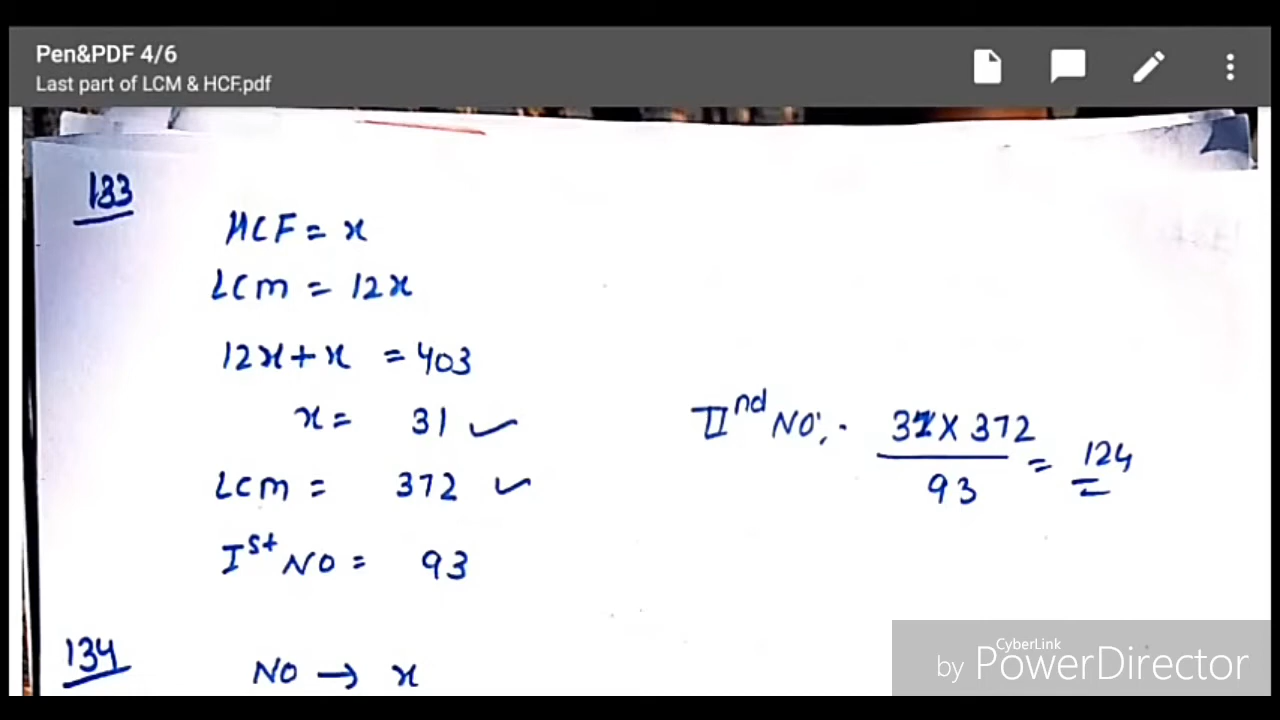 Pen&PDF 4/6
Last part of LCM & HCF.pdf
133
HCF = x
LCM = 12x
12x + x = 403
x = 31 ✓
LCM = 372 ✓
Ist NO = 93
IInd NO. 31 X 372 / 93 = 124
134
NO → x
CyberLink
by PowerDirector